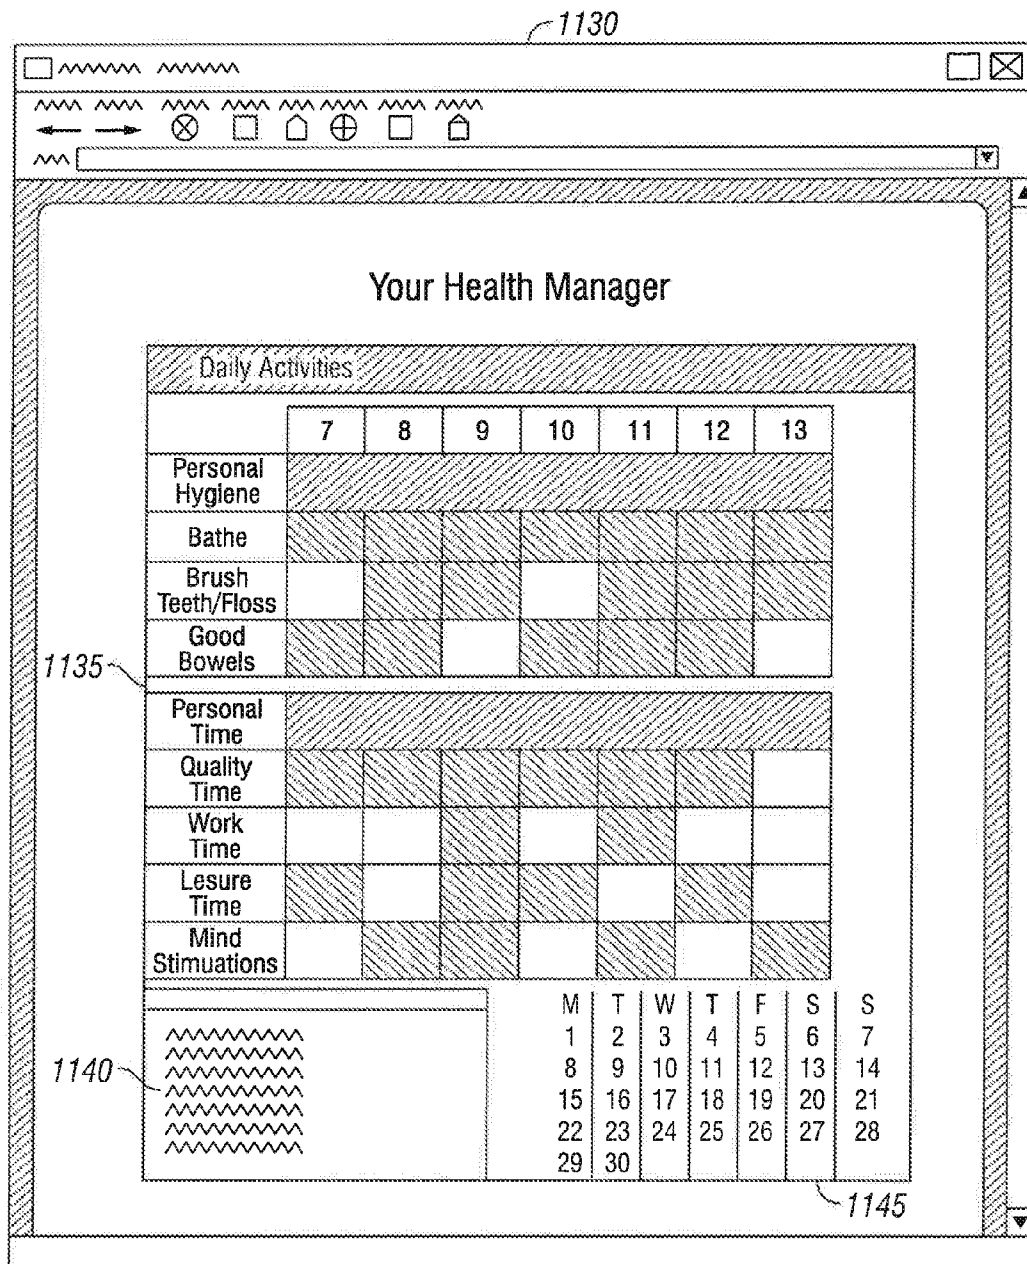 1130
Your Health Manager
Daily Activities
7 8 9 10 11 12 13
Personal
Hygiene
Bathe
Brush
Teeth/Floss
Good
Bowels
1135
Personal
Time
Quality
Time
Work
Time
Lesure
Time
Mind
Stimuations
1140
M T W T F S S
1 2 3 4 5 6 7
8 9 10 11 12 13 14
15 16 17 18 19 20 21
22 23 24 25 26 27 28
29 30
1145